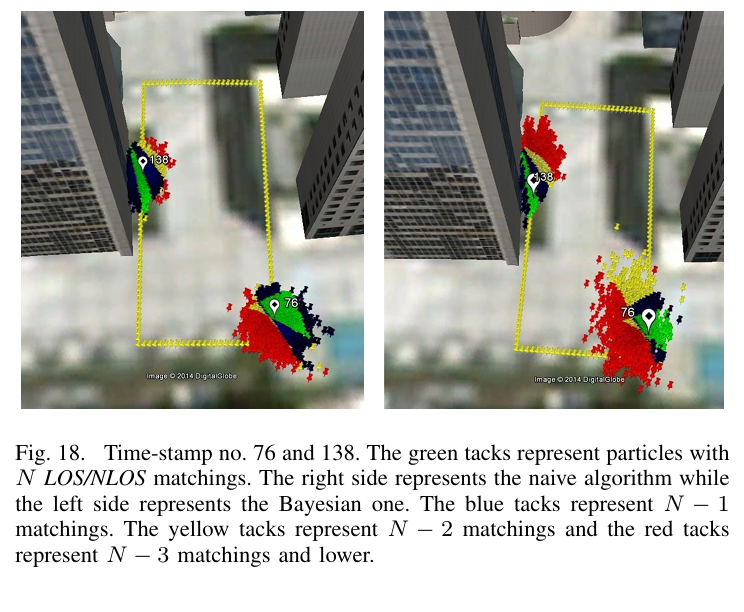 138
76
Image © 2014 DigitalGlobe
138
76
Image © 2014 DigitalGlobe
Fig. 18. Time-stamp no. 76 and 138. The green tacks represent particles with
N LOS/NLOS matchings. The right side represents the naive algorithm while
the left side represents the Bayesian one. The blue tacks represent N − 1
matchings. The yellow tacks represent N − 2 matchings and the red tacks
represent N − 3 matchings and lower.